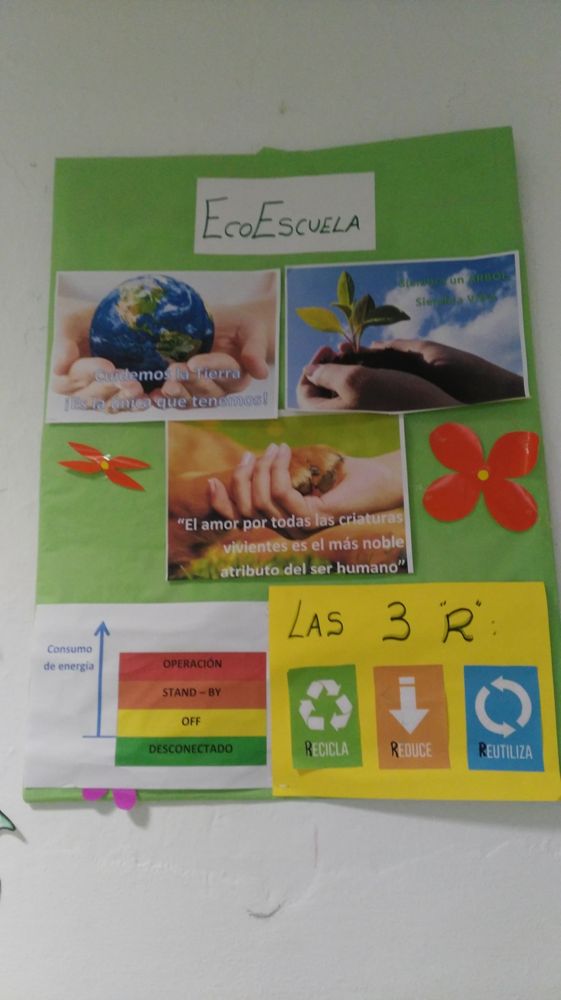 EcoEscuela
Cuidemos la Tierra
¡Es la única que tenemos!
Siembra un ÁRBOL
Siembra VIDA
“El amor por todas las criaturas
vivientes es el más noble
atributo del ser humano”
Consumo
de energía
OPERACIÓN
STAND – BY
OFF
DESCONECTADO
LAS 3 "R":
RECICLA
REDUCE
REUTILIZA